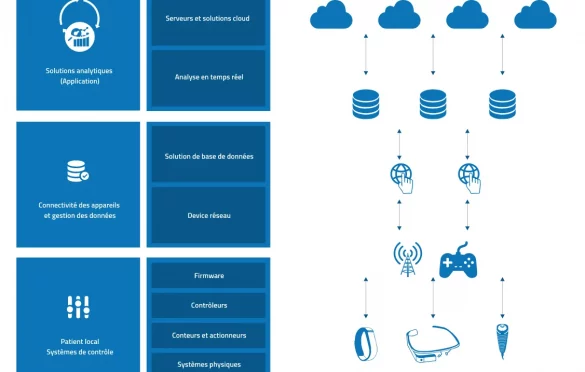 Serveurs et solutions cloud
Solutions analytiques
(Application)
Analyse en temps réel
Solution de base de données
Connectivité des appareils
et gestion des données
Device réseau
Firmware
Contrôleurs
Patient local
Systèmes de contrôle
Conteurs et actionneurs
Systèmes physiques